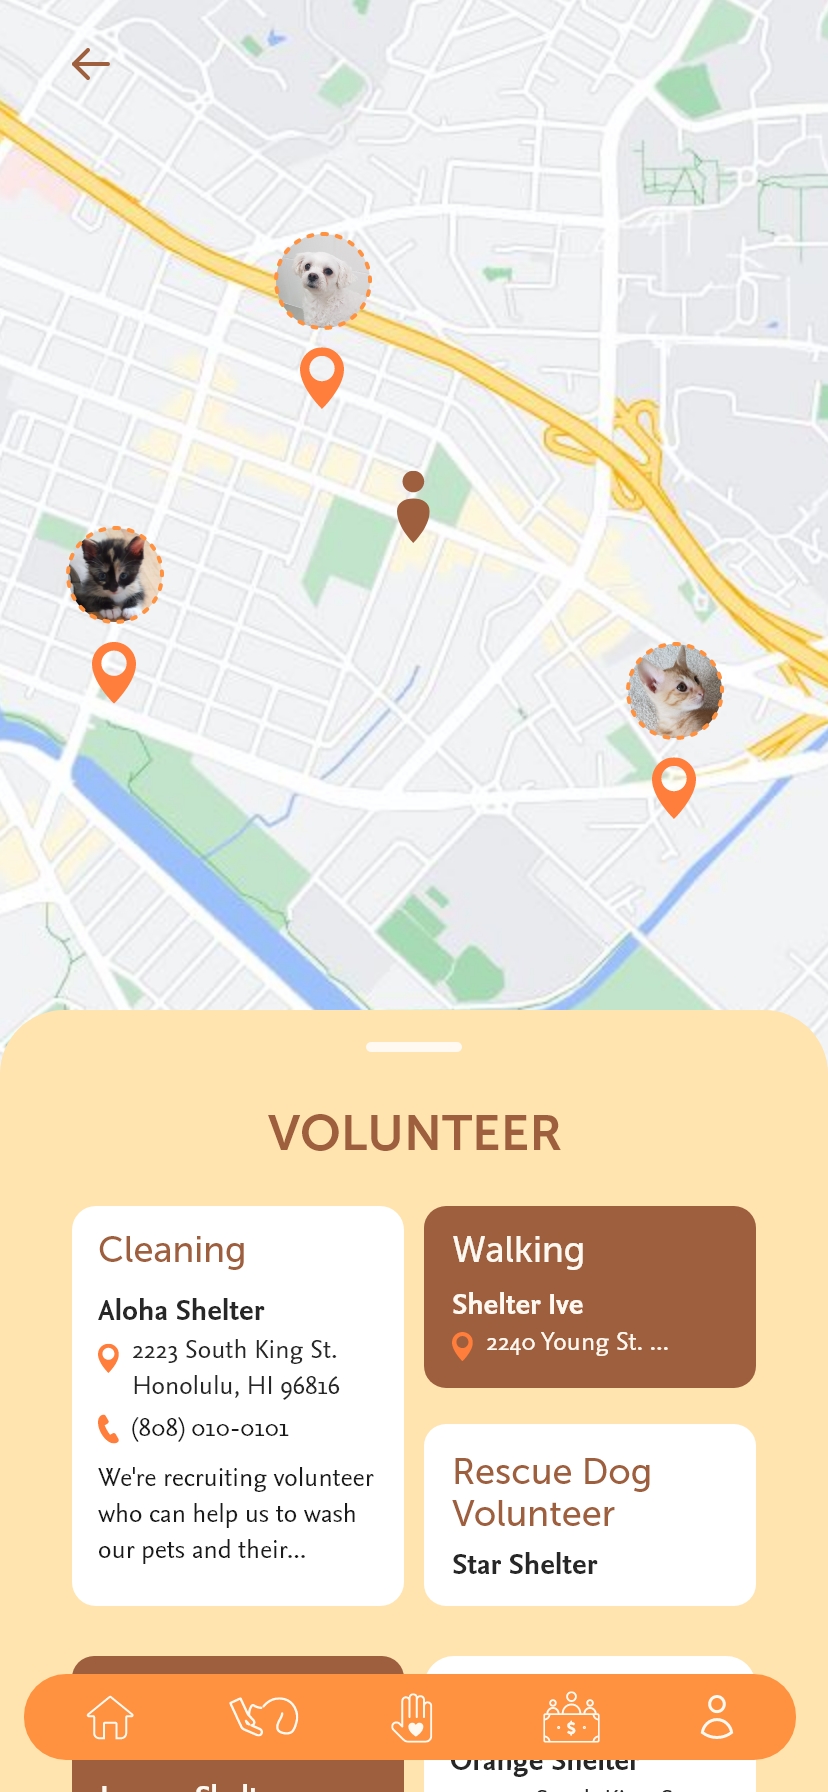 VOLUNTEER
Cleaning
Aloha Shelter
2223 South King St.
Honolulu, HI 96816
(808) 010-0101
We're recruiting volunteer
who can help us to wash
our pets and their...
Walking
Shelter Ive
2240 Young St. ...
Rescue Dog
Volunteer
Star Shelter
$
Orange Shelter